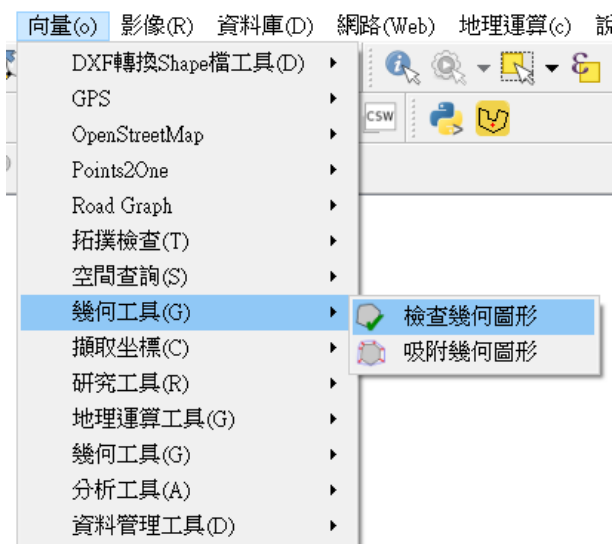 向量(o) 影像(R) 資料庫(D) 網路(Web) 地理運算(c)
DXF轉換Shape檔工具(D)
GPS
CSW
OpenStreetMap
Points2One
Road Graph
拓撲檢查(T)
空間查詢(S)
幾何工具(G)
檢查幾何圖形
擷取坐標(C)
吸附幾何圖形
研究工具(R)
地理運算工具(G)
幾何工具(G)
分析工具(A)
資料管理工具(D)